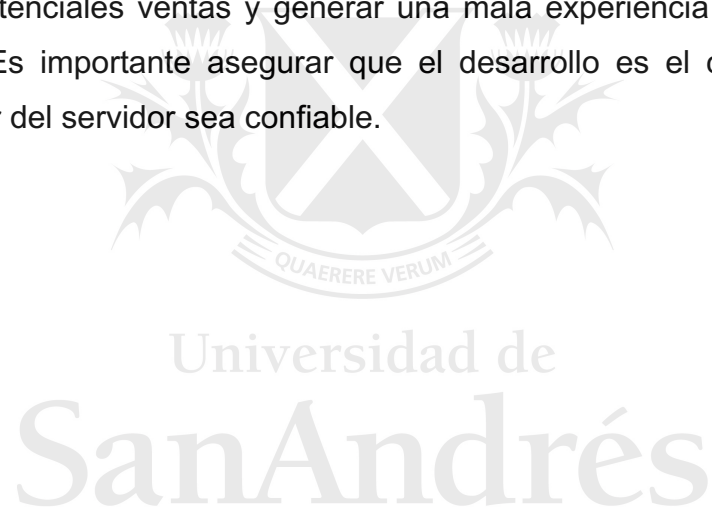 tenciales ventas y generar una mala experiencia
Es importante asegurar que el desarrollo es el
del servidor sea confiable.
QUAERERE VERUM
Universidad de
SanAndrés